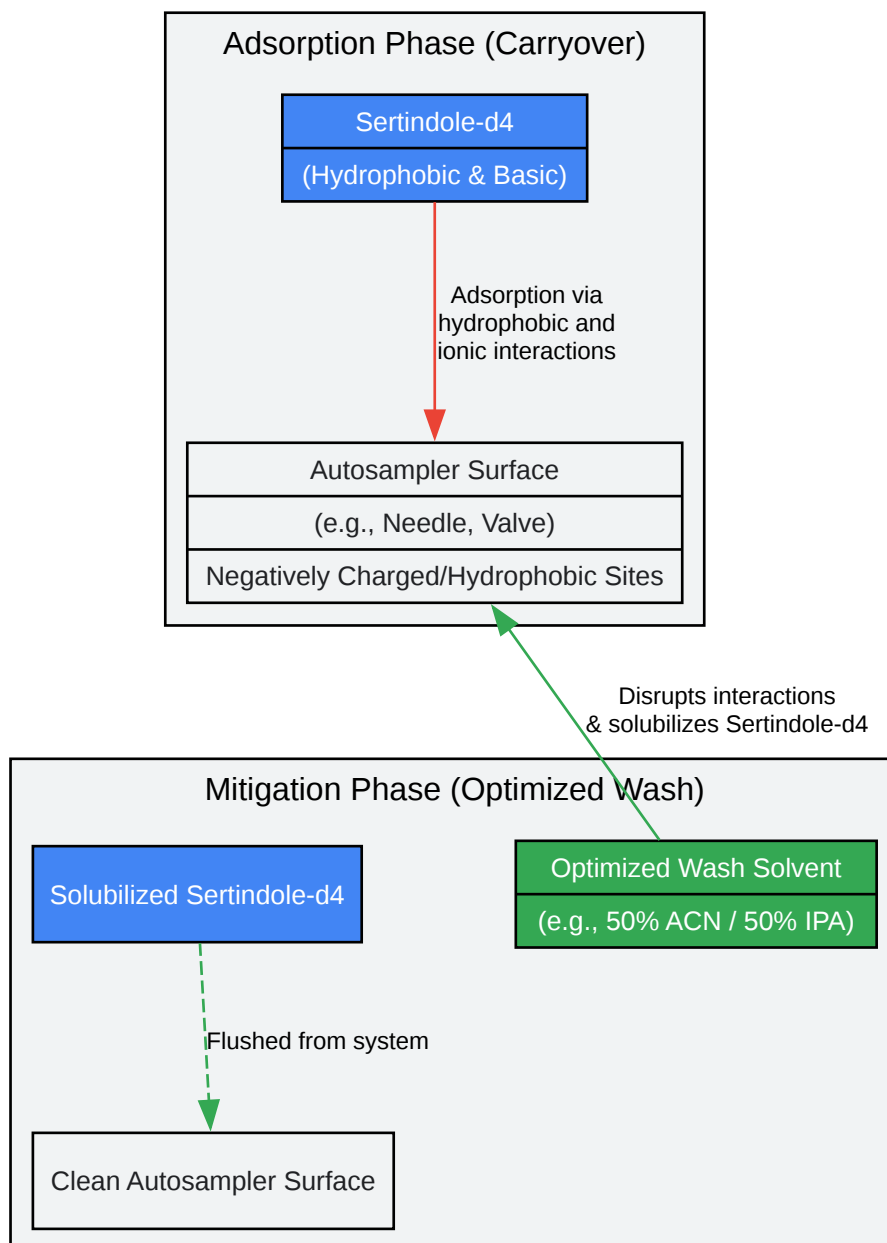 Adsorption Phase (Carryover)
Sertindole-d4
(Hydrophobic & Basic)
Adsorption via
hydrophobic and
ionic interactions
Autosampler Surface
(e.g., Needle, Valve)
Negatively Charged/Hydrophobic Sites
Disrupts interactions
& solubilizes Sertindole-d4
Mitigation Phase (Optimized Wash)
Solubilized Sertindole-d4
Optimized Wash Solvent
(e.g., 50% ACN / 50% IPA)
Flushed from system
Clean Autosampler Surface